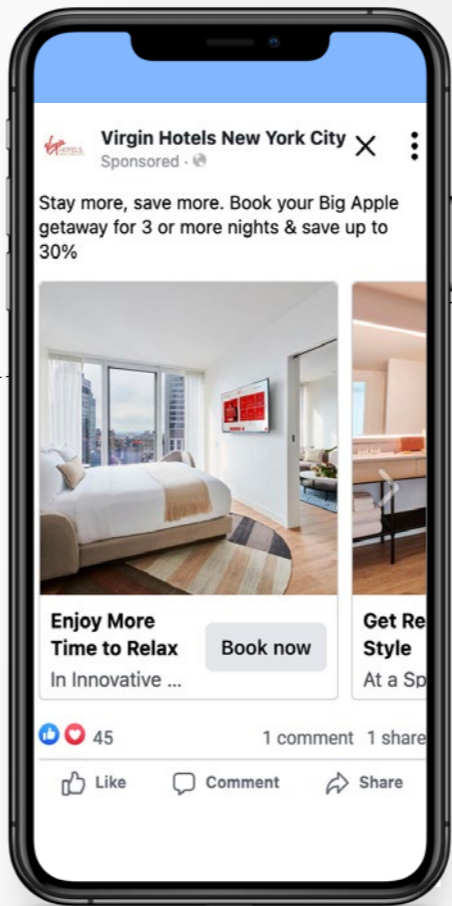 Virgin HOTELS
Virgin Hotels New York City
Sponsored ·
Stay more, save more. Book your Big Apple
getaway for 3 or more nights & save up to
30%
Enjoy More
Time to Relax
In Innovative ...
Book now
Get Re
Style
At a Sp
45
1 comment 1 share
Like Comment Share